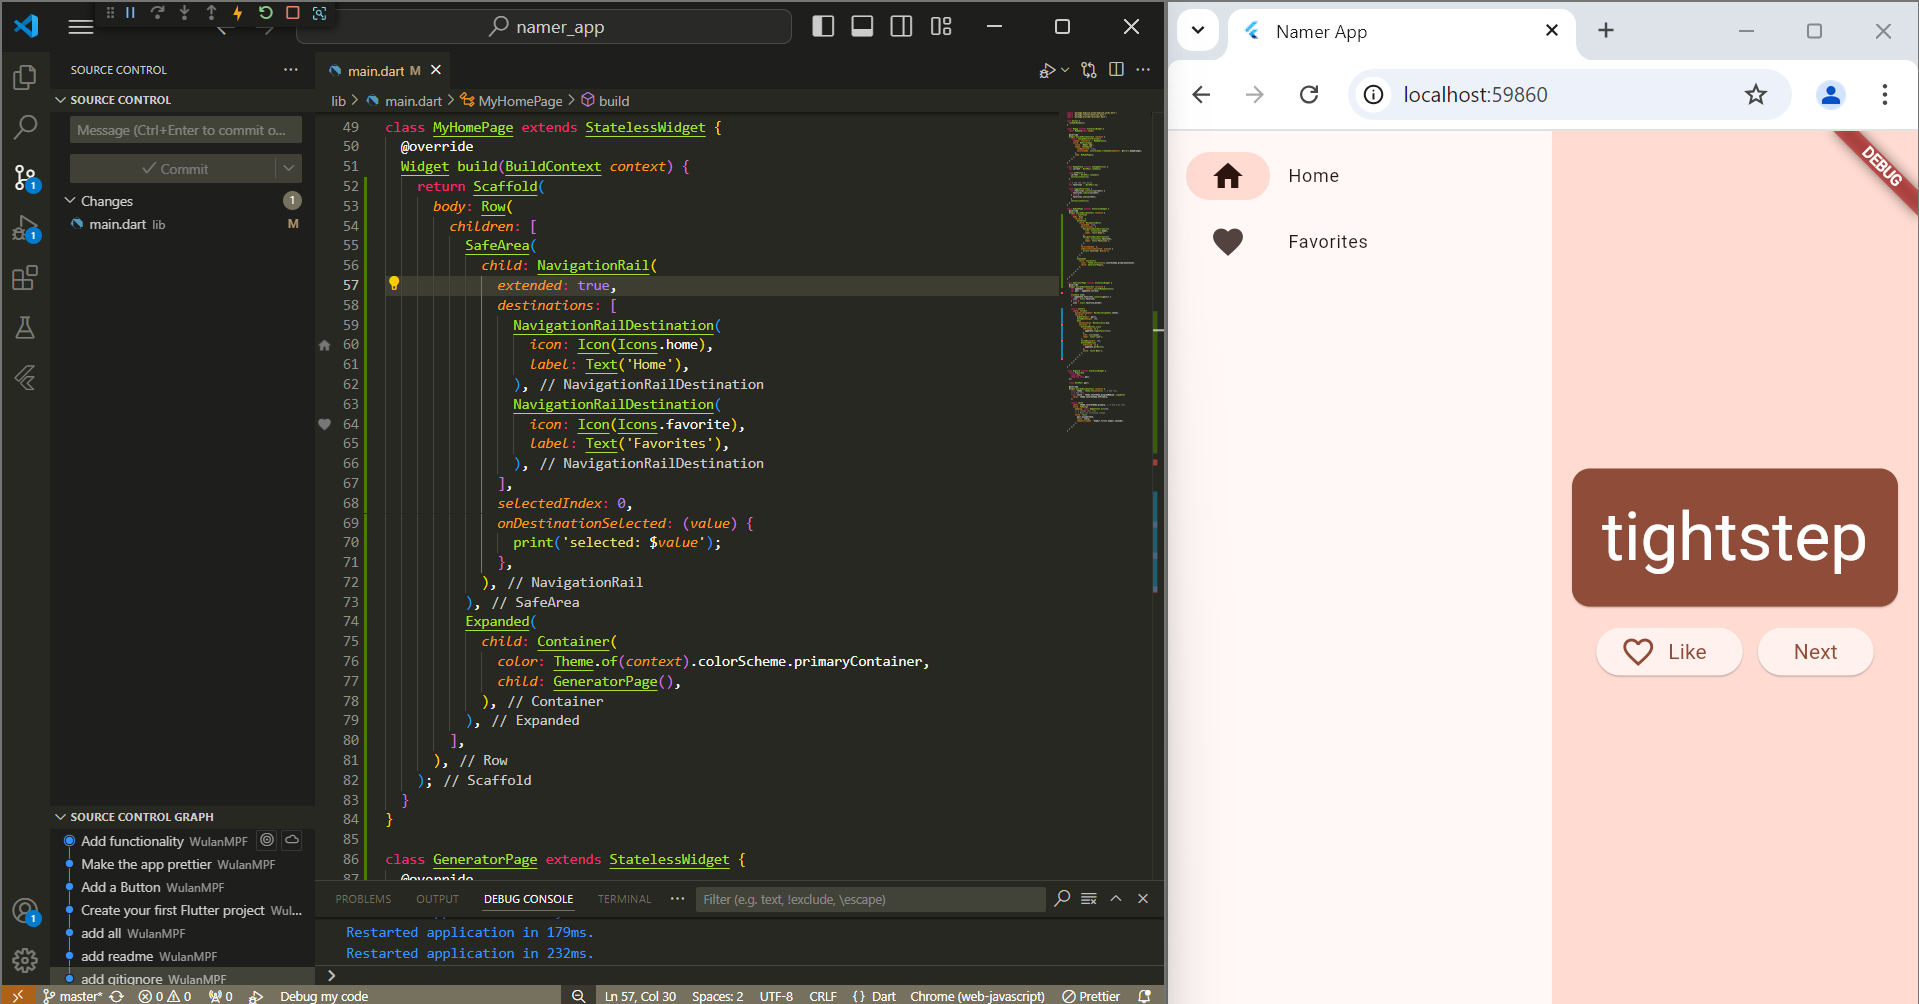 namer_app
SOURCE CONTROL
SOURCE CONTROL
Message (Ctrl+Enter to commit o...
Commit
Changes 1
main.dart lib M
1
1
main.dart M
lib > main.dart > MyHomePage > build
49 class MyHomePage extends StatelessWidget {
50 @override
51 Widget build(BuildContext context) {
52 return Scaffold(
53 body: Row(
54 children: [
55 SafeArea(
56 child: NavigationRail(
57 extended: true,
58 destinations: [
59 NavigationRailDestination(
60 icon: Icon(Icons.home),
61 label: Text('Home'),
62 ), // NavigationRailDestination
63 NavigationRailDestination(
64 icon: Icon(Icons.favorite),
65 label: Text('Favorites'),
66 ), // NavigationRailDestination
67 ],
68 selectedIndex: 0,
69 onDestinationSelected: (value) {
70 print('selected: $value');
71 },
72 ), // NavigationRail
73 ), // SafeArea
74 Expanded(
75 child: Container(
76 color: Theme.of(context).colorScheme.primaryContainer,
77 child: GeneratorPage(),
78 ), // Container
79 ), // Expanded
80 ],
81 ), // Row
82 ); // Scaffold
83 }
84 }
85
86 class GeneratorPage extends StatelessWidget {
87 @override
SOURCE CONTROL GRAPH
Add functionality WulanMPF
Make the app prettier WulanMPF
Add a Button WulanMPF
Create your first Flutter project Wul...
add all WulanMPF
add readme WulanMPF
add gitignore WulanMPF
1
PROBLEMS OUTPUT DEBUG CONSOLE TERMINAL ... Filter (e.g. text, !exclude, \escape)
Restarted application in 179ms.
Restarted application in 232ms.
>
master* 0 0 0 Debug my code Ln 57, Col 30 Spaces: 2 UTF-8 CRLF {} Dart Chrome (web-javascript) Prettier
Namer App
localhost:59860
DEBUG
Home
Favorites
tightstep
Like Next